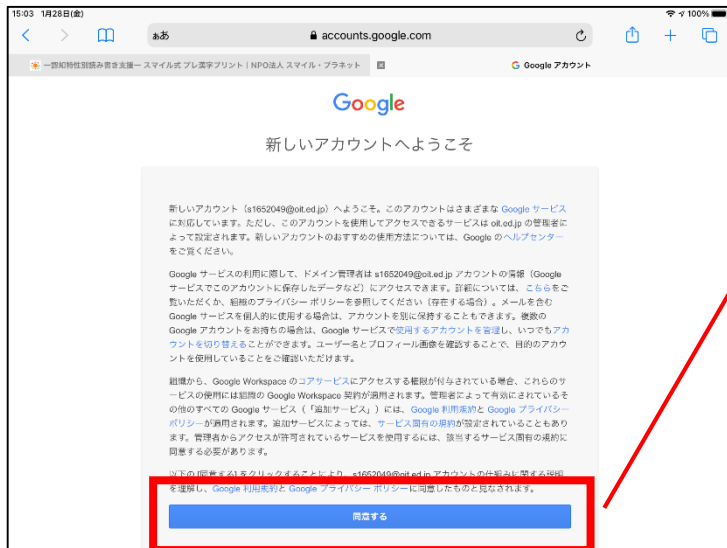 15:03 1月28日(金)
100%
ぁあ
accounts.google.com
一認知特性別読み書き支援ー スマイル式 プレ漢字プリント | NPO法人 スマイル・プラネット
Google アカウント
Google
新しいアカウントへようこそ
新しいアカウント（s1652049@oit.ed.jp）へようこそ。このアカウントはさまざまな Google サービス
に対応しています。ただし、このアカウントを使用してアクセスできるサービスは oit.ed.jp の管理者に
よって設定されます。新しいアカウントのおすすめの使用方法については、Google のヘルプセンター
をご覧ください。
Google サービスの利用に際して、ドメイン管理者は s1652049@oit.ed.jp アカウントの情報（Google
サービスでこのアカウントに保存したデータなど）にアクセスできます。詳細については、こちらをご
覧いただくか、組織のプライバシー ポリシーを参照してください（存在する場合）。メールを含む
Google サービスを個人的に使用する場合は、アカウントを別に保持することもできます。複数の
Google アカウントをお持ちの場合は、Google サービスで使用するアカウントを管理し、いつでもアカ
ウントを切り替えることができます。ユーザー名とプロフィール画像を確認することで、目的のアカウ
ントを使用していることをご確認いただけます。
組織から、Google Workspace のコアサービスにアクセスする権限が付与されている場合、これらのサ
ービスの使用には組織の Google Workspace 契約が適用されます。管理者によって有効にされているそ
の他のすべての Google サービス（「追加サービス」）には、Google 利用規約と Google プライバシー
ポリシーが適用されます。追加サービスによっては、サービス固有の規約が設定されていることもあり
ます。管理者からアクセスが許可されているサービスを使用するには、該当するサービス固有の規約に
同意する必要があります。
以下の [同意する] をクリックすることにより、s1652049@oit.ed.jp アカウントの仕組みに関する説明
を理解し、Google 利用規約と Google プライバシー ポリシーに同意したものと見なされます。
同意する